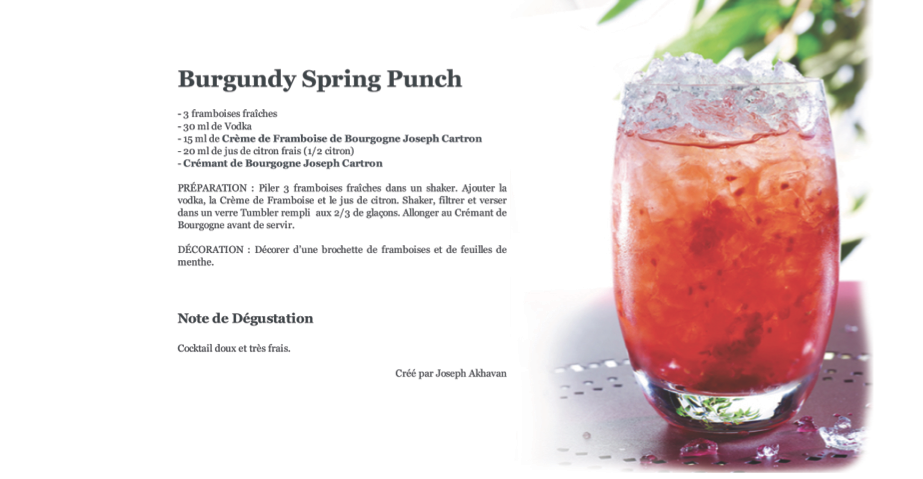 Burgundy Spring Punch
- 3 framboises fraîches
- 30 ml de Vodka
- 15 ml de Crème de Framboise de Bourgogne Joseph Cartron
- 20 ml de jus de citron frais (1/2 citron)
- Crémant de Bourgogne Joseph Cartron
PRÉPARATION : Piler 3 framboises fraîches dans un shaker. Ajouter la
vodka, la Crème de Framboise et le jus de citron. Shaker, filtrer et verser
dans un verre Tumbler rempli aux 2/3 de glaçons. Allonger au Crémant de
Bourgogne avant de servir.
DÉCORATION : Décorer d'une brochette de framboises et de feuilles de
menthe.
Note de Dégustation
Cocktail doux et très frais.
Créé par Joseph Akhavan